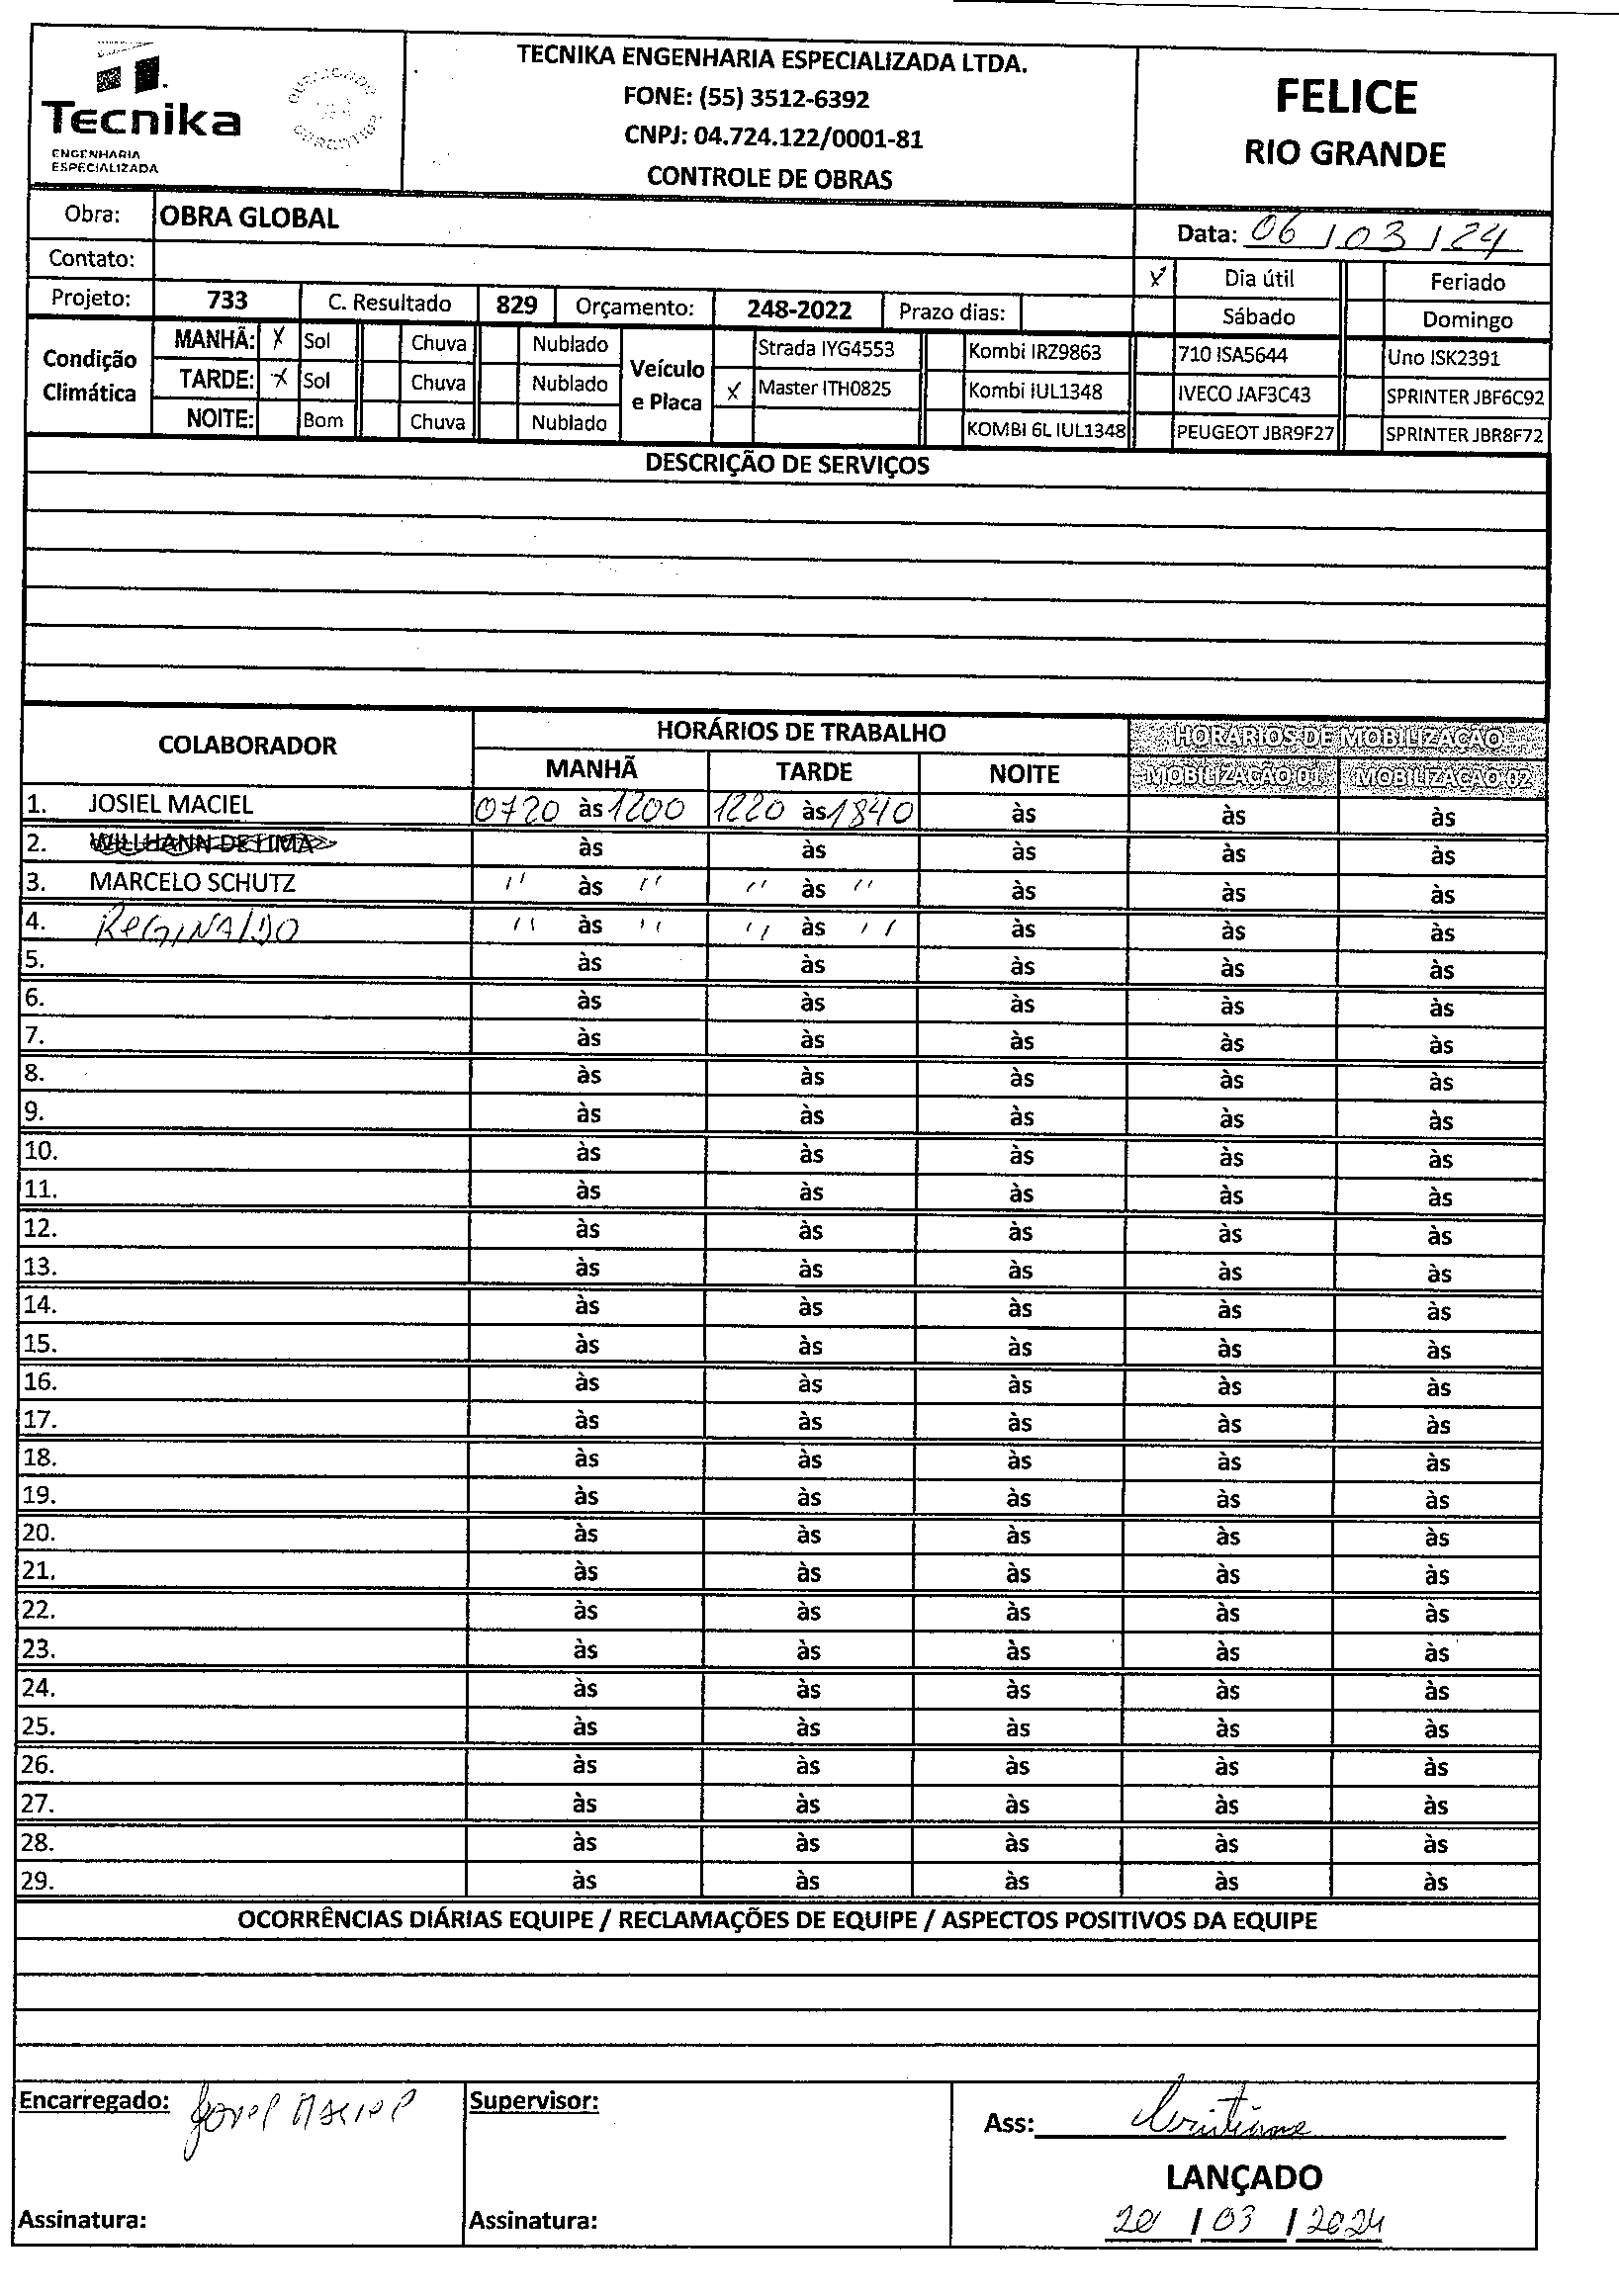 Tecnika
ENGENHARIA
ESPECIALIZADA
TECNIKA ENGENHARIA ESPECIALIZADA LTDA.
FONE: (55) 3512-6392
CNPJ: 04.724.122/0001-81
CONTROLE DE OBRAS
FELICE
RIO GRANDE
Obra: OBRA GLOBAL
Data: 06 / 03 / 24
Contato:
X Dia útil Feriado
Projeto: 733 C. Resultado 829 Orçamento: 248-2022 Prazo dias:
Sábado Domingo
Condição Climática
MANHÃ: X Sol Chuva Nublado
TARDE: X Sol Chuva Nublado
NOITE: Bom Chuva Nublado
Veículo e Placa
Strada IYG4553 Kombi IRZ9863 710 ISA5644 Uno ISK2391
X Master ITH0825 Kombi IUL1348 IVECO JAF3C43 SPRINTER JBF6C92
KOMBI 6L IUL1348 PEUGEOT JBR9F27 SPRINTER JBR8F72
DESCRIÇÃO DE SERVIÇOS
COLABORADOR HORÁRIOS DE TRABALHO HORÁRIOS DE MOBILIZAÇÃO
MANHÃ TARDE NOITE MOBILIZAÇÃO 01 MOBILIZAÇÃO 02
1. JOSIEL MACIEL 0720 às 1200 1220 às 1840 às às às
2. WILLHANN DE LIMA às às às às às
3. MARCELO SCHUTZ " às " " às " às às às
4. REGINALDO " às " " às " às às às
5. às às às às às
6. às às às às às
7. às às às às às
8. às às às às às
9. às às às às às
10. às às às às às
11. às às às às às
12. às às às às às
13. às às às às às
14. às às às às às
15. às às às às às
16. às às às às às
17. às às às às às
18. às às às às às
19. às às às às às
20. às às às às às
21. às às às às às
22. às às às às às
23. às às às às às
24. às às às às às
25. às às às às às
26. às às às às às
27. às às às às às
28. às às às às às
29. às às às às às
OCORRÊNCIAS DIÁRIAS EQUIPE / RECLAMAÇÕES DE EQUIPE / ASPECTOS POSITIVOS DA EQUIPE
Encarregado: Josiel Maciel
Supervisor:
Ass: Cristiane
LANÇADO
Assinatura:
Assinatura:
20 / 03 / 2024